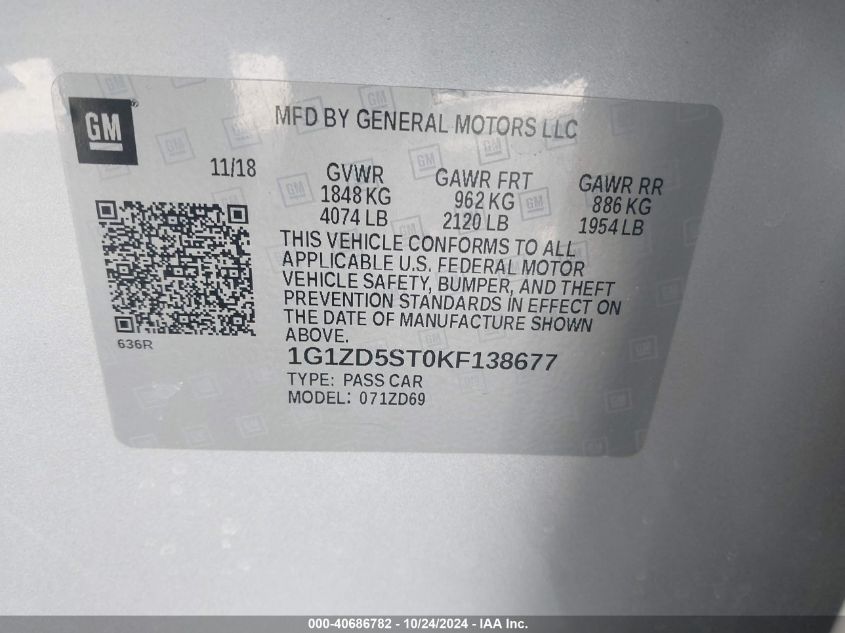 GM
MFD BY GENERAL MOTORS LLC
11/18
GVWR
1848 KG
4074 LB
GAWR FRT
962 KG
2120 LB
GAWR RR
886 KG
1954 LB
THIS VEHICLE CONFORMS TO ALL
APPLICABLE U.S. FEDERAL MOTOR
VEHICLE SAFETY, BUMPER, AND THEFT
PREVENTION STANDARDS IN EFFECT ON
THE DATE OF MANUFACTURE SHOWN
ABOVE.
636R
1G1ZD5ST0KF138677
TYPE: PASS CAR
MODEL: 071ZD69
000-40686782 - 10/24/2024 - IAA Inc.